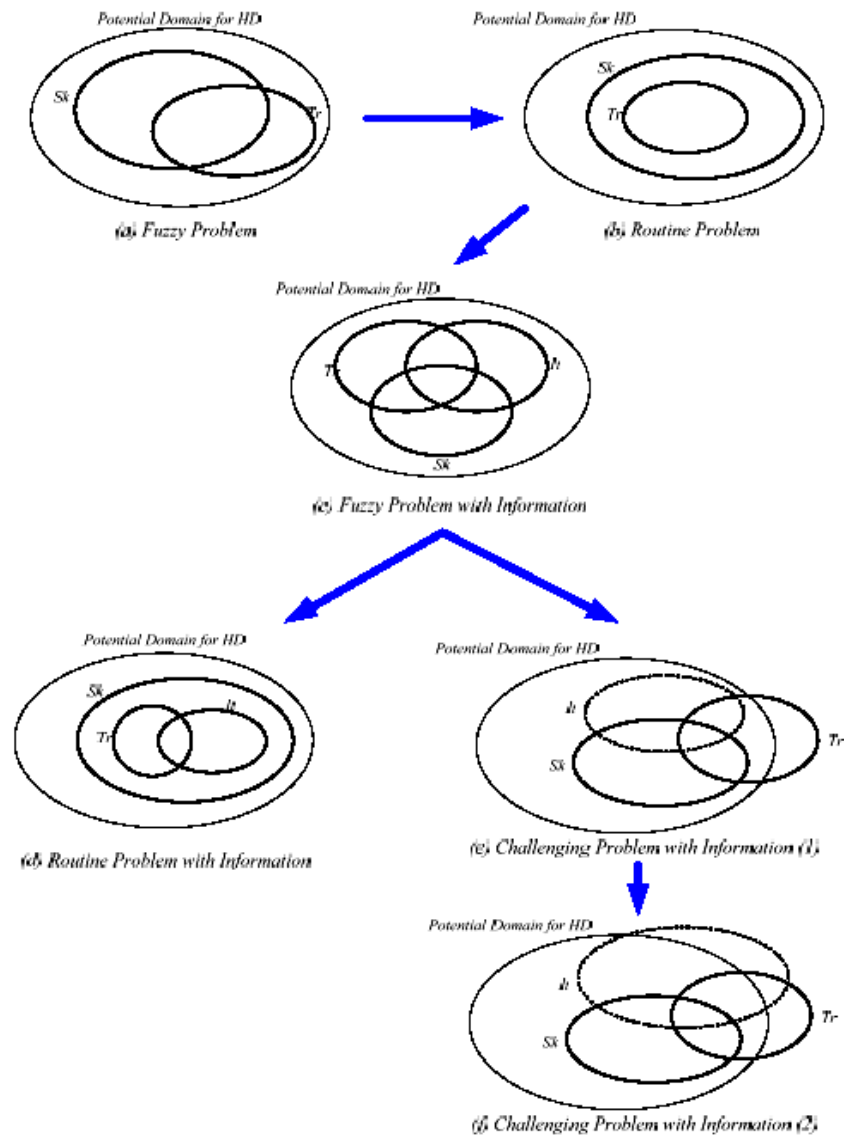 Potential Domain for HD
Potential Domain for HD
Sk
Tr
Sk
Tr
(a) Fuzzy Problem
(b) Routine Problem
Potential Domain for HD
Tr
It
Sk
(c) Fuzzy Problem with Information
Potential Domain for HD
Potential Domain for HD
Sk
It
Tr
It
Sk
Tr
(d) Routine Problem with Information
(e) Challenging Problem with Information (1)
Potential Domain for HD
It
Sk
Tr
(f) Challenging Problem with Information (2)